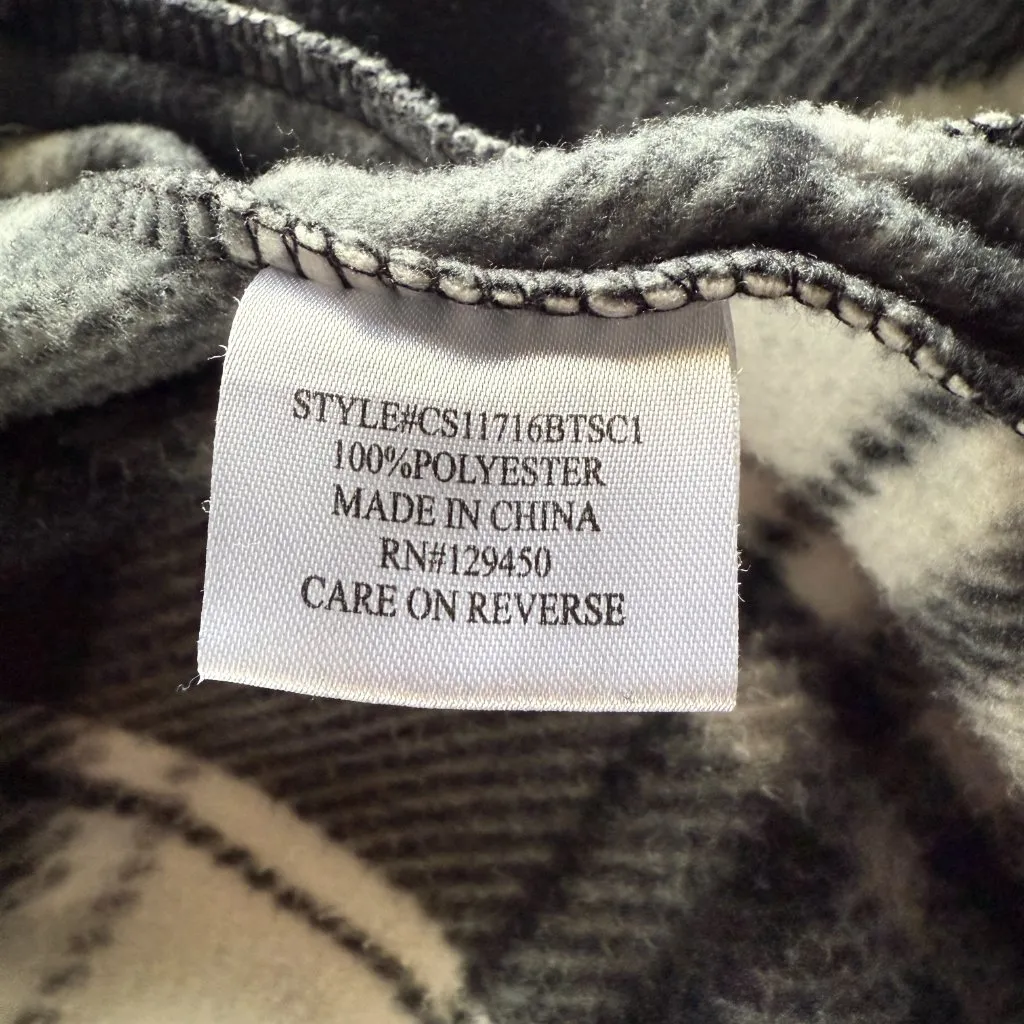 STYLE#CS11716BTSC1
100%POLYESTER
MADE IN CHINA
RN#129450
CARE ON REVERSE